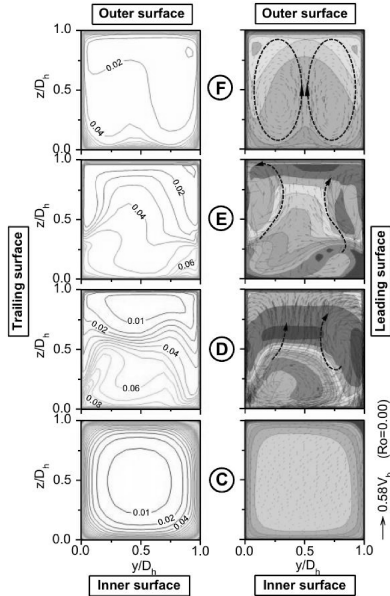 Outer surface
Outer surface
1.0
z/D_h
0.5
0.0
0.02
0.04
F
1.0
z/D_h
0.5
0.0
0.02
0.04
0.06
E
Trailing surface
Leading surface
1.0
z/D_h
0.5
0.0
0.01
0.02
0.04
0.06
0.08
D
1.0
z/D_h
0.5
0.0
0.01
0.02
0.04
C
0.0
0.5
1.0
y/D_h
0.0
0.5
1.0
y/D_h
Inner surface
Inner surface
0.58V_h (Ro=0.00)